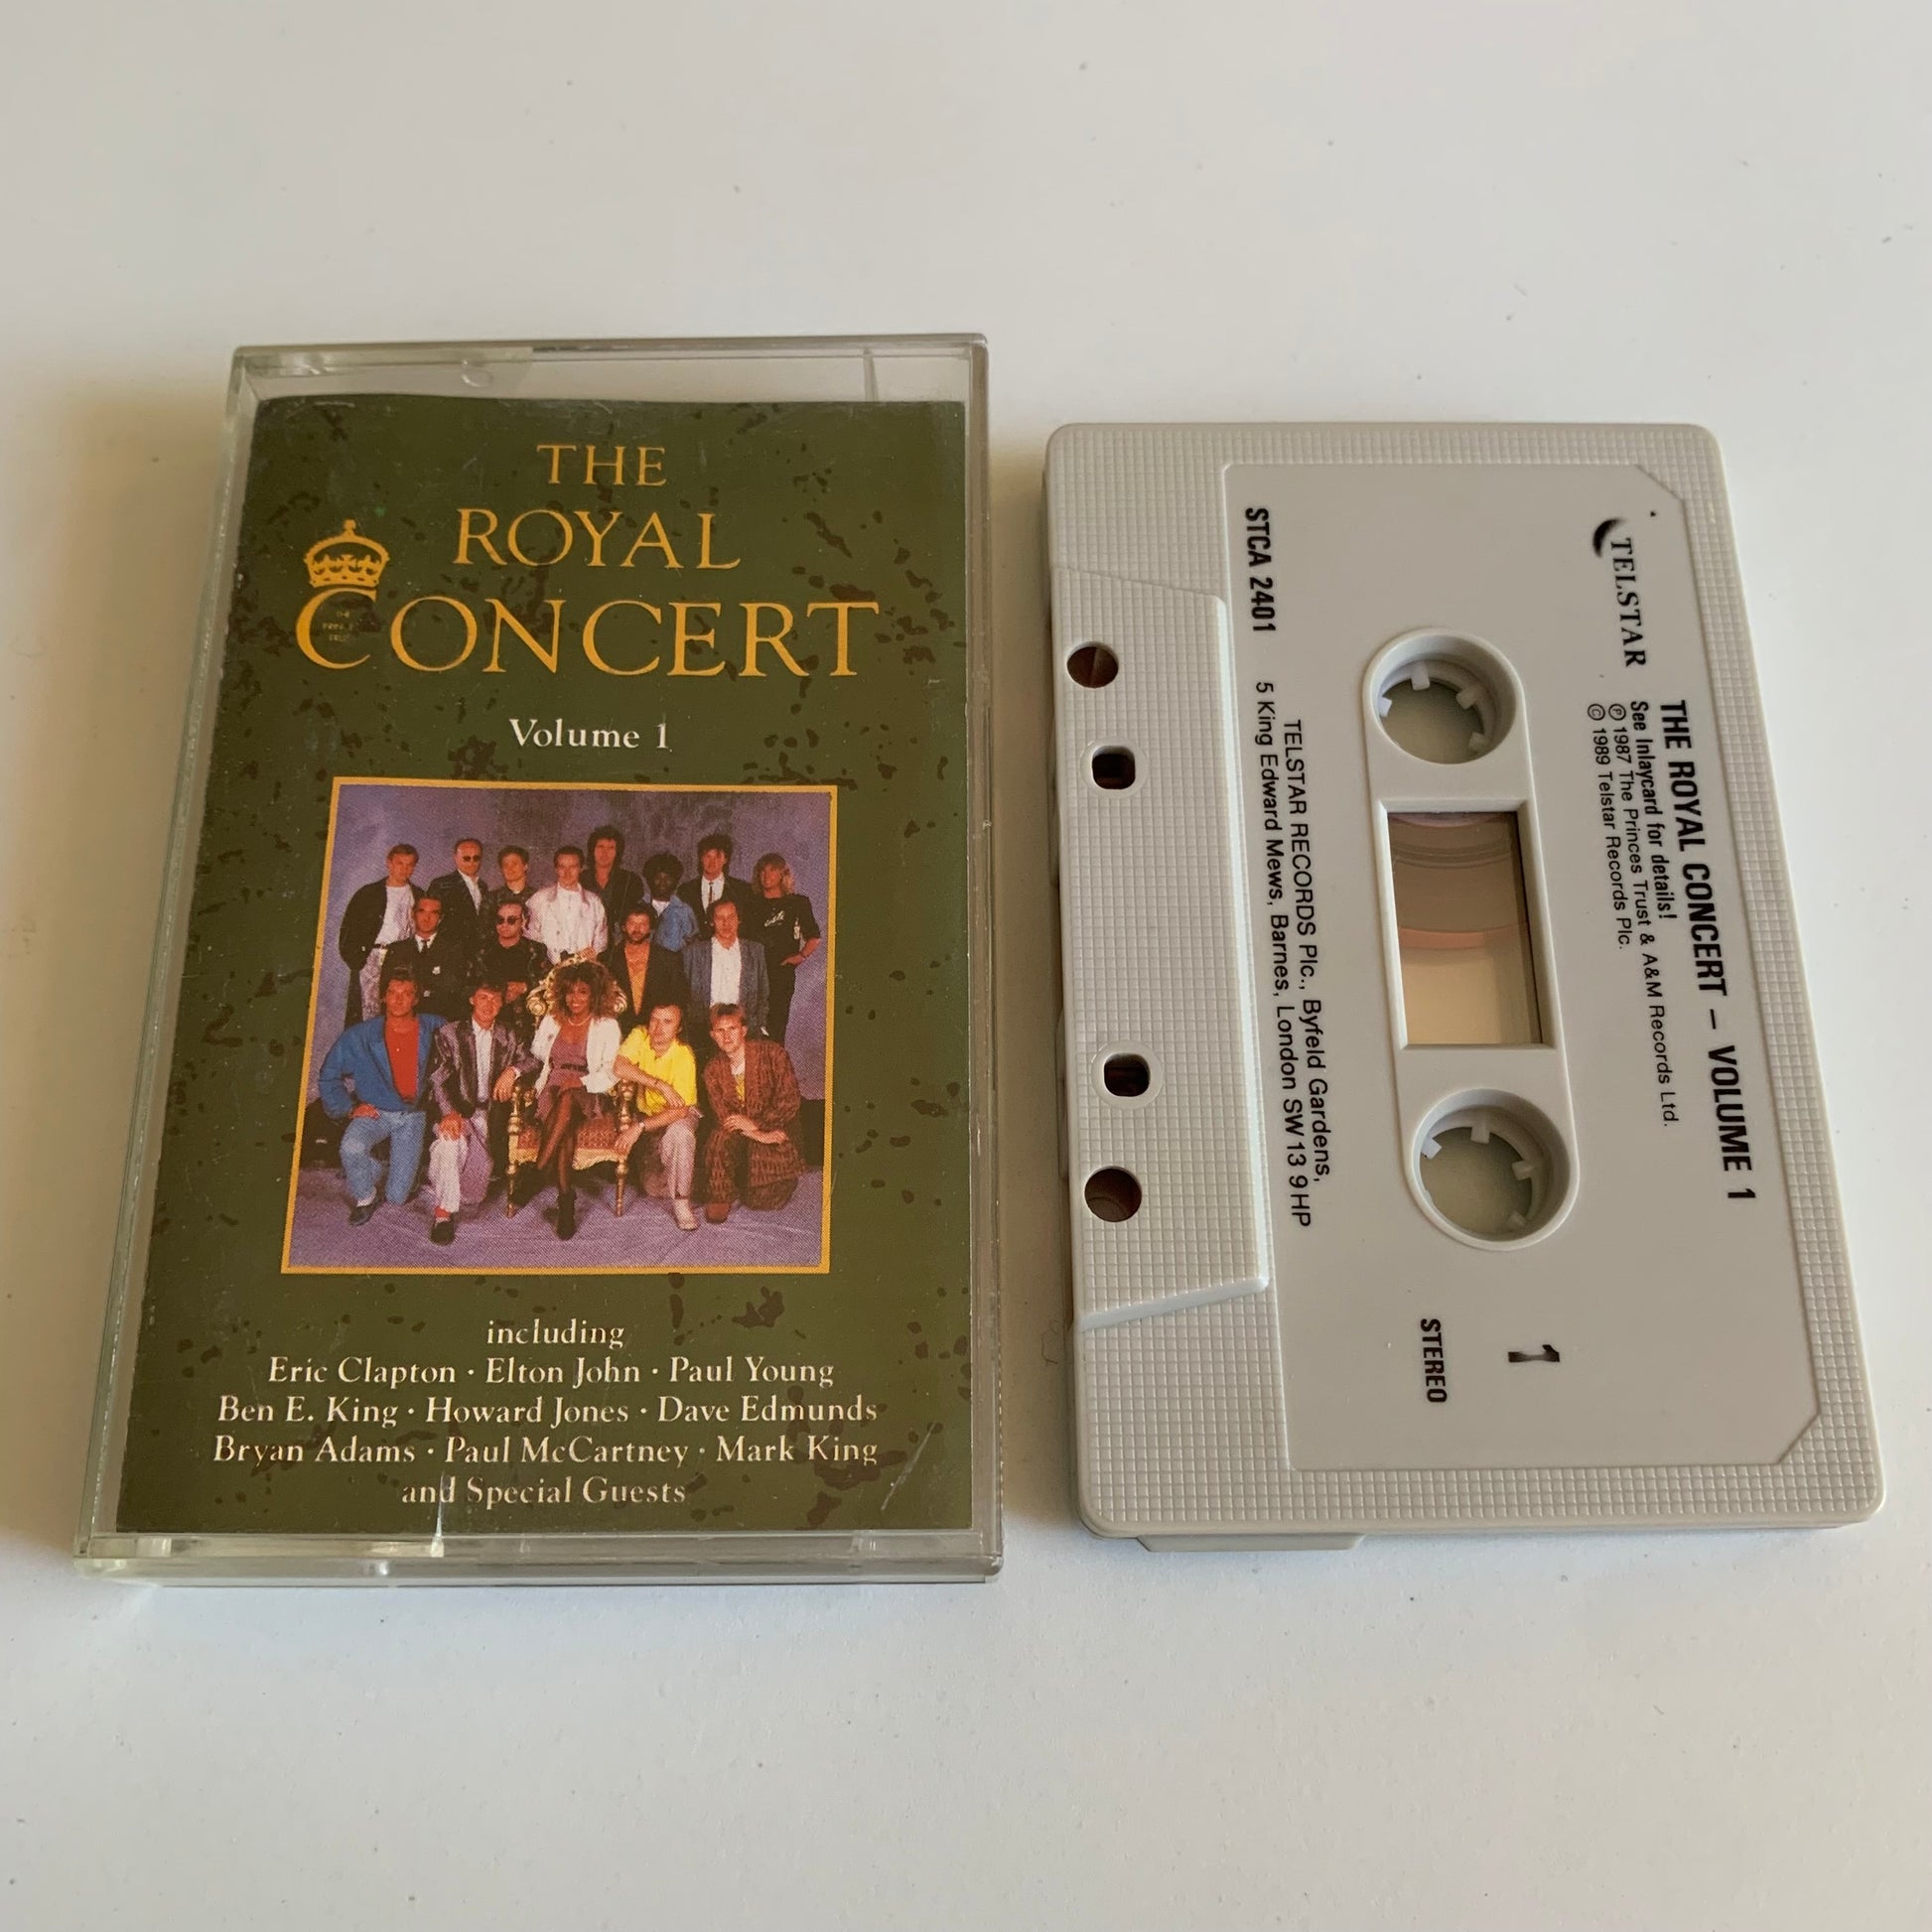 THE
ROYAL
CONCERT
Volume 1
including
Eric Clapton · Elton John · Paul Young
Ben E. King · Howard Jones · Dave Edmunds
Bryan Adams · Paul McCartney · Mark King
and Special Guests
TELSTAR
THE ROYAL CONCERT – VOLUME 1
See Inlaycard for details!
℗ 1987 The Princes Trust & A&M Records Ltd.
© 1989 Telstar Records Plc.
1
STEREO
STCA 2401
TELSTAR RECORDS Plc., Byfeld Gardens,
5 King Edward Mews, Barnes, London SW13 9HP